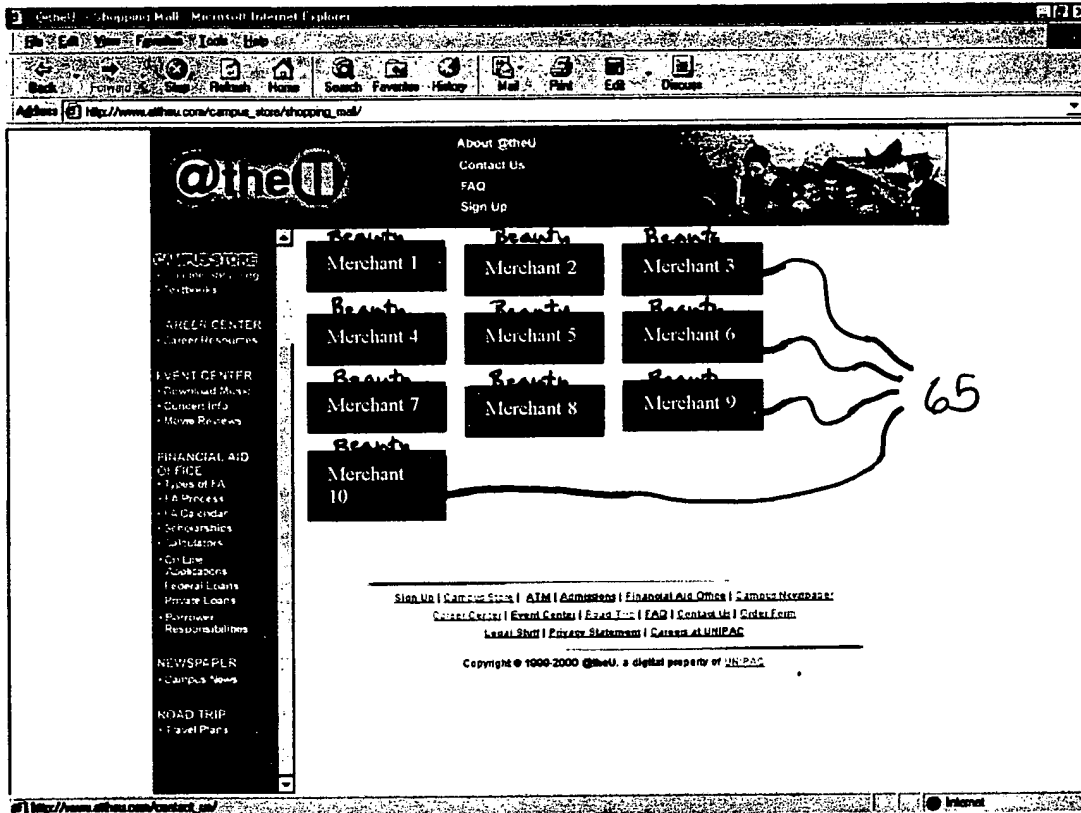 @theU - Shopping Mall - Microsoft Internet Explorer
File Edit View Favorites Tools Help
Back Forward Stop Refresh Home Search Favorites History Mail Print Edit Discuss
Address http://www.attheu.com/campus_store/shopping_mall/
@theU
About @theU
Contact Us
FAQ
Sign Up
CAMPUS STORE
• Textbooks
CAREER CENTER
• Career Resources
EVENT CENTER
• Download Music
• Concert Info
• Movie Reviews
FINANCIAL AID
OFFICE
• Types of FA
• FA Process
• FA Calendar
• Scholarships
• Calculators
• On Line
Applications
Federal Loans
Private Loans
• Borrower
Responsibilities
NEWSPAPER
• Campus News
ROAD TRIP
• Travel Plans
Beauty Beauty Beauty
Merchant 1 Merchant 2 Merchant 3
Beauty Beauty Beauty
Merchant 4 Merchant 5 Merchant 6
Beauty Beauty Beauty
Merchant 7 Merchant 8 Merchant 9
65
Beauty
Merchant
10
Sign Up | Campus Store | ATM | Admissions | Financial Aid Office | Campus Newspaper
Career Center | Event Center | Road Trip | FAQ | Contact Us | Order Form
Legal Stuff | Privacy Statement | Careers at UNIPAC
Copyright © 1999-2000 @theU, a digital property of UNIPAC
http://www.attheu.com/contact_us/
Internet